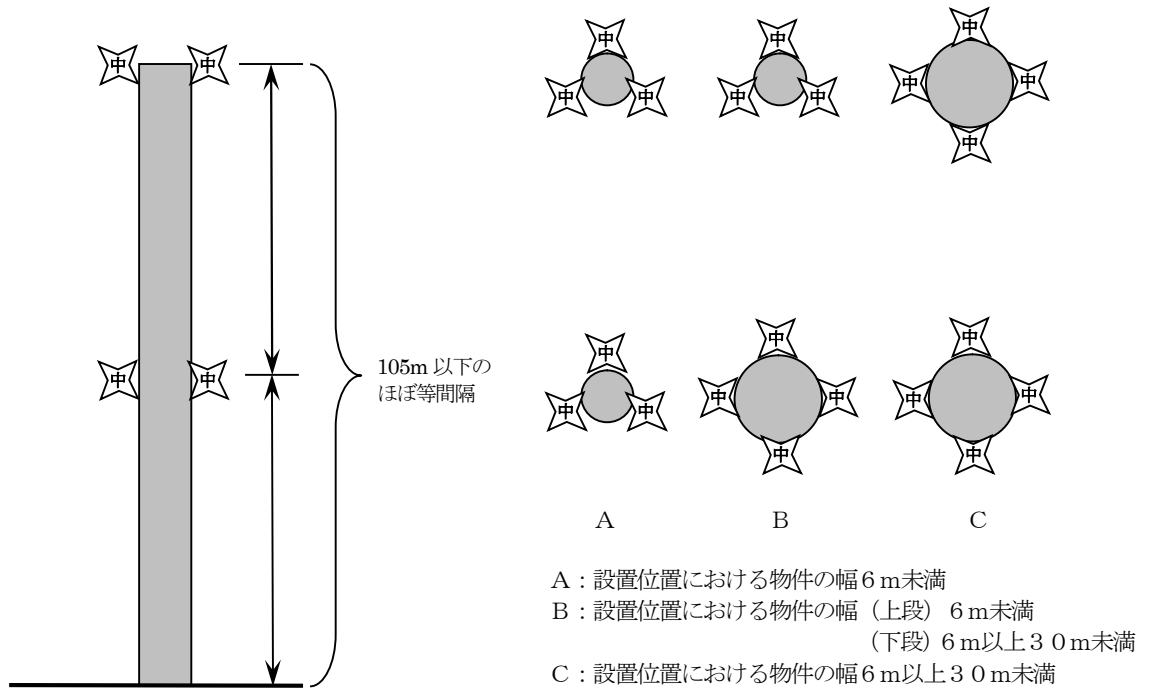 中 中
中 中 中
中 中 中 中 中 中 中
中 中
105m 以下の
ほぼ等間隔
中 中 中
中 中 中 中 中 中
中 中
A B C
A：設置位置における物件の幅６ｍ未満
B：設置位置における物件の幅（上段）６ｍ未満
（下段）６ｍ以上３０ｍ未満
C：設置位置における物件の幅６ｍ以上３０ｍ未満